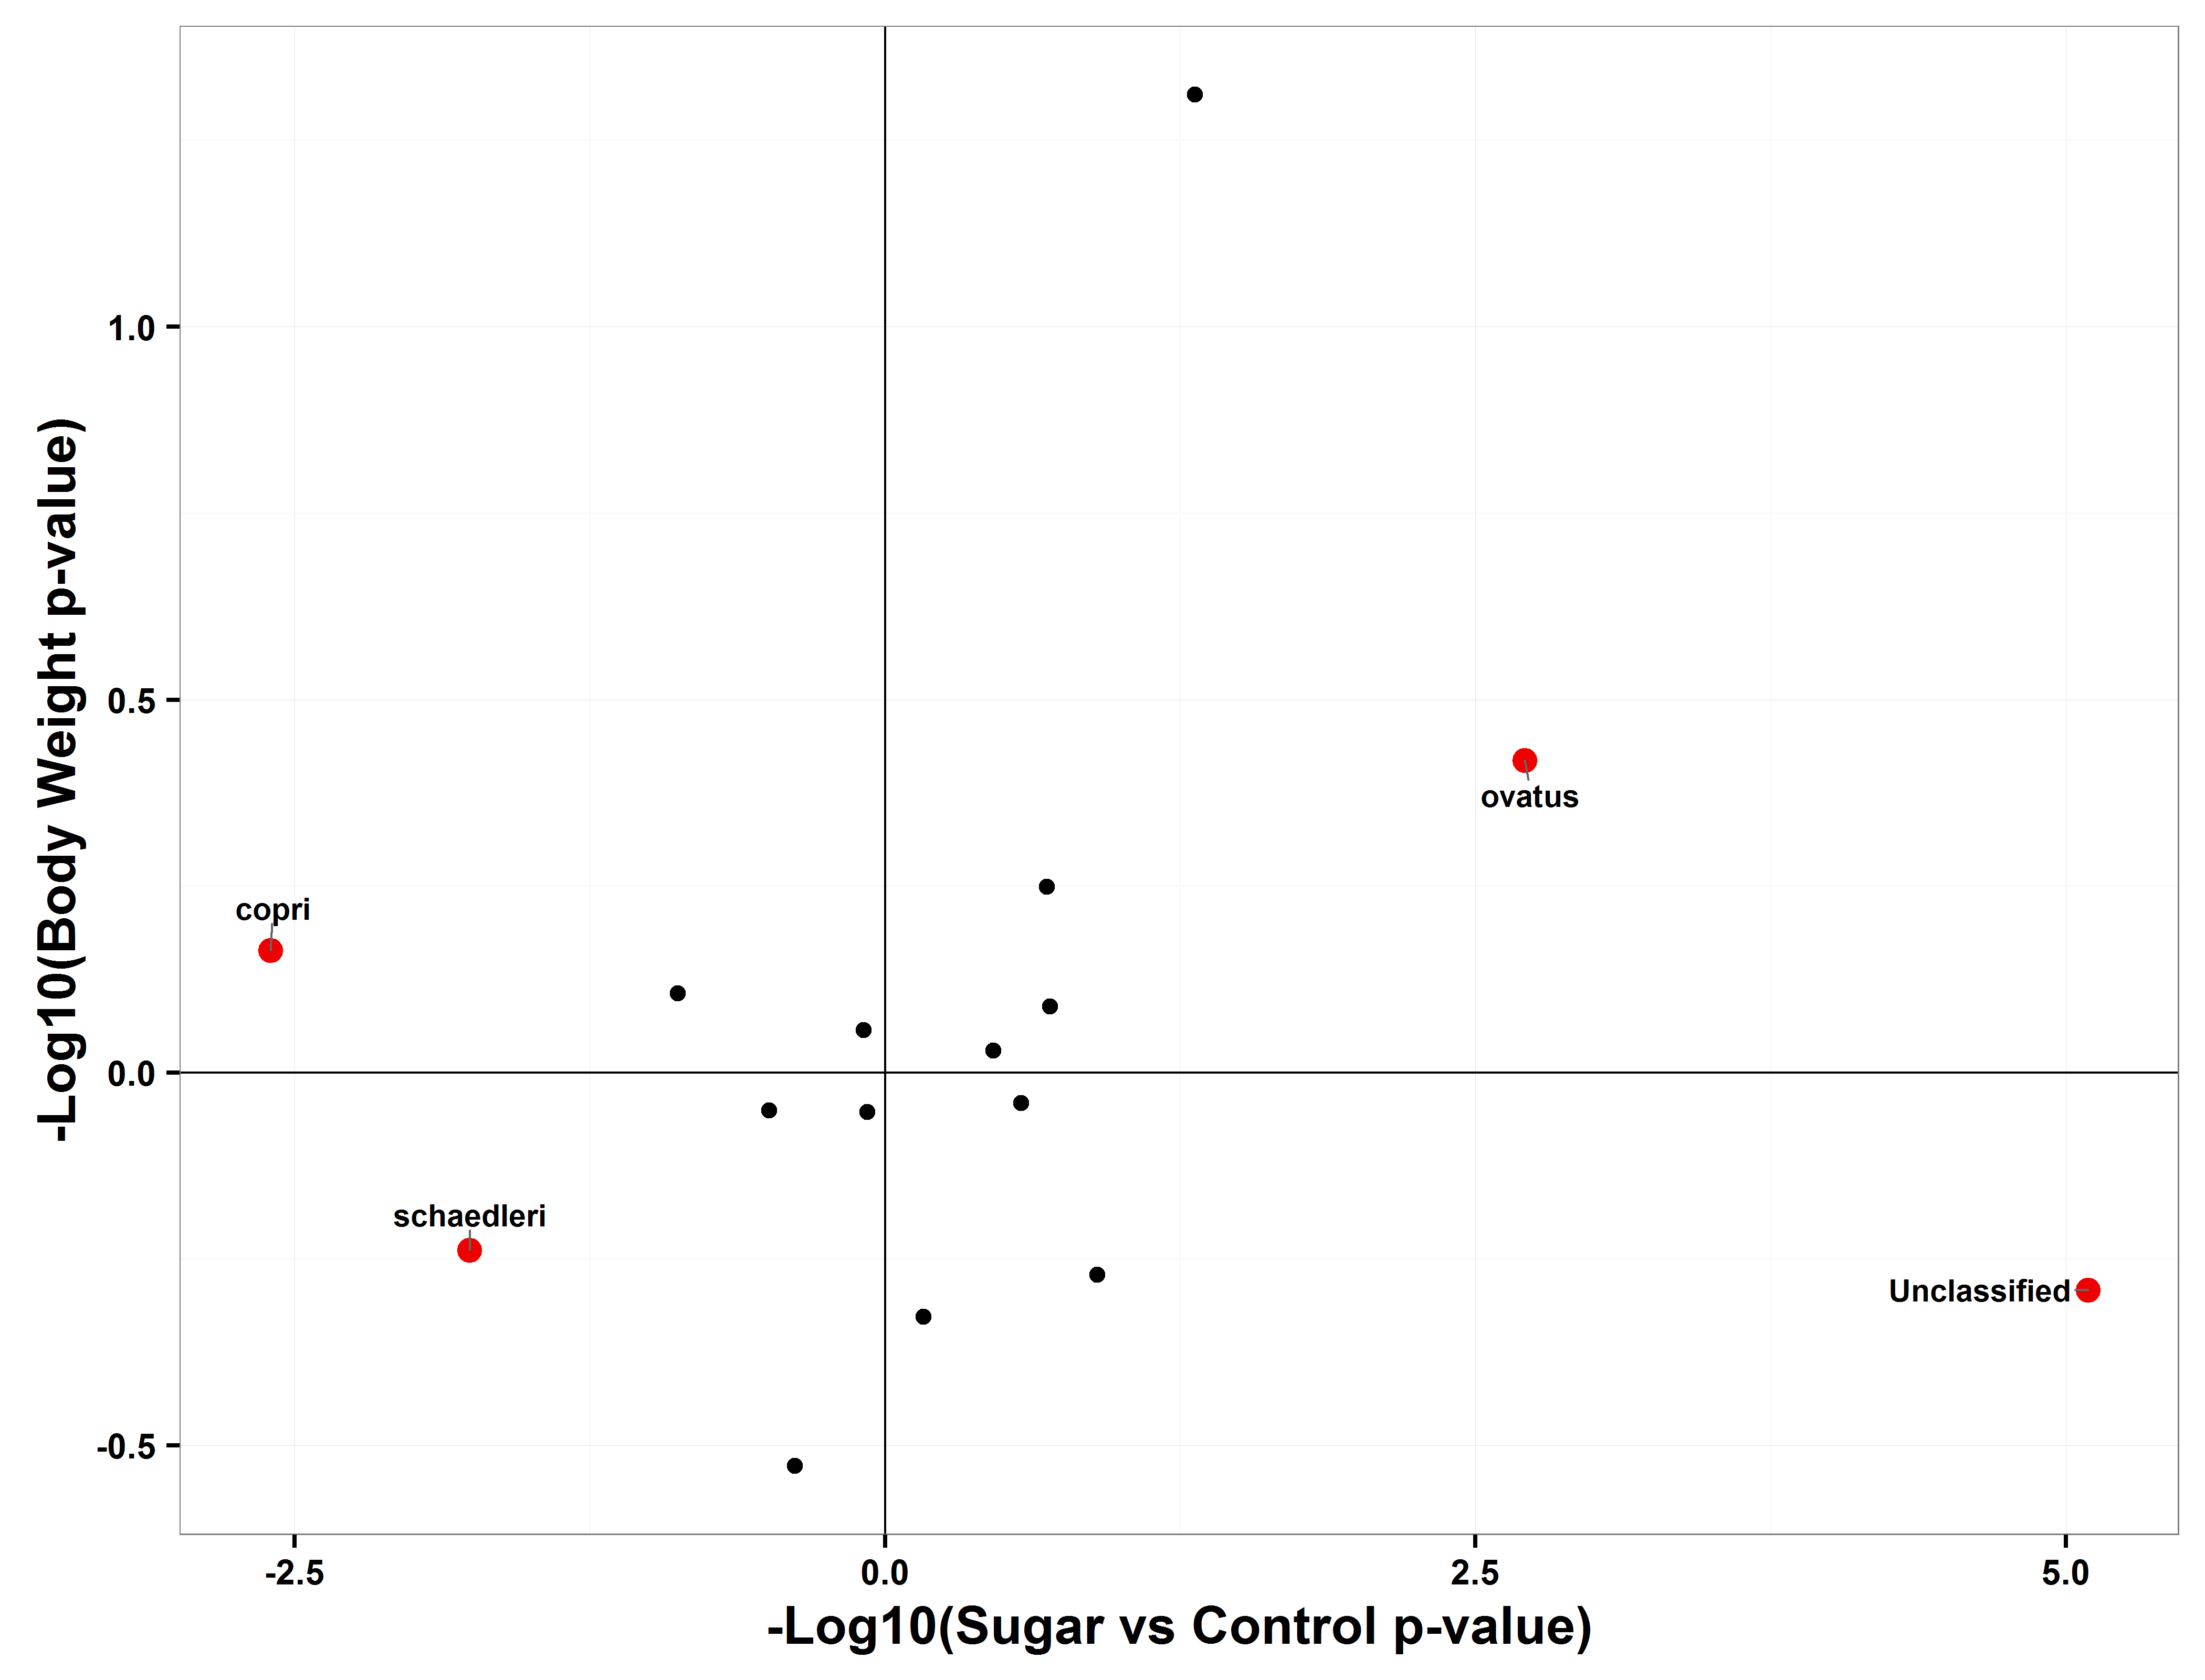 -Log10(Body Weight p-value)
1.0
0.5
0.0
-0.5
ovatus
copri
schaedleri
Unclassified
-2.5
0.0
2.5
5.0
-Log10(Sugar vs Control p-value)